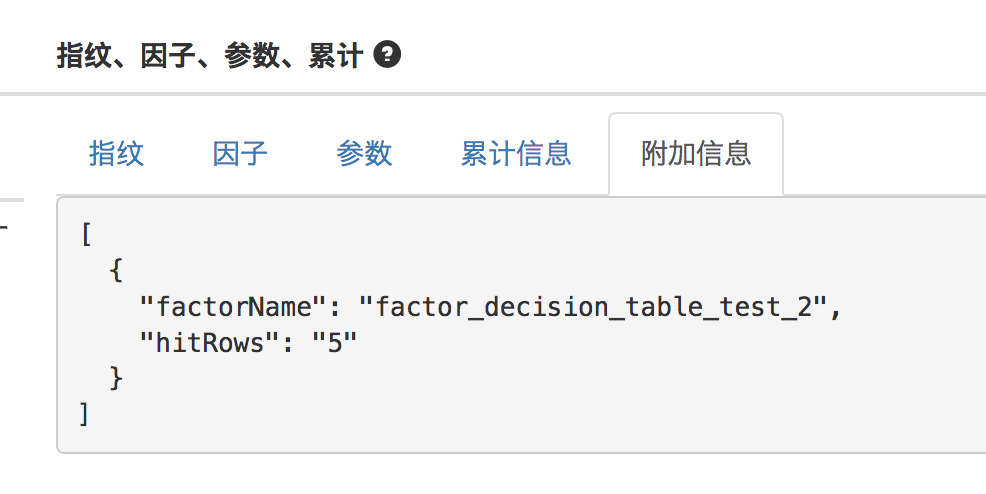 指纹、因子、参数、累计 ?
指纹 因子 参数 累计信息 附加信息
[
  {
    "factorName": "factor_decision_table_test_2",
    "hitRows": "5"
  }
]